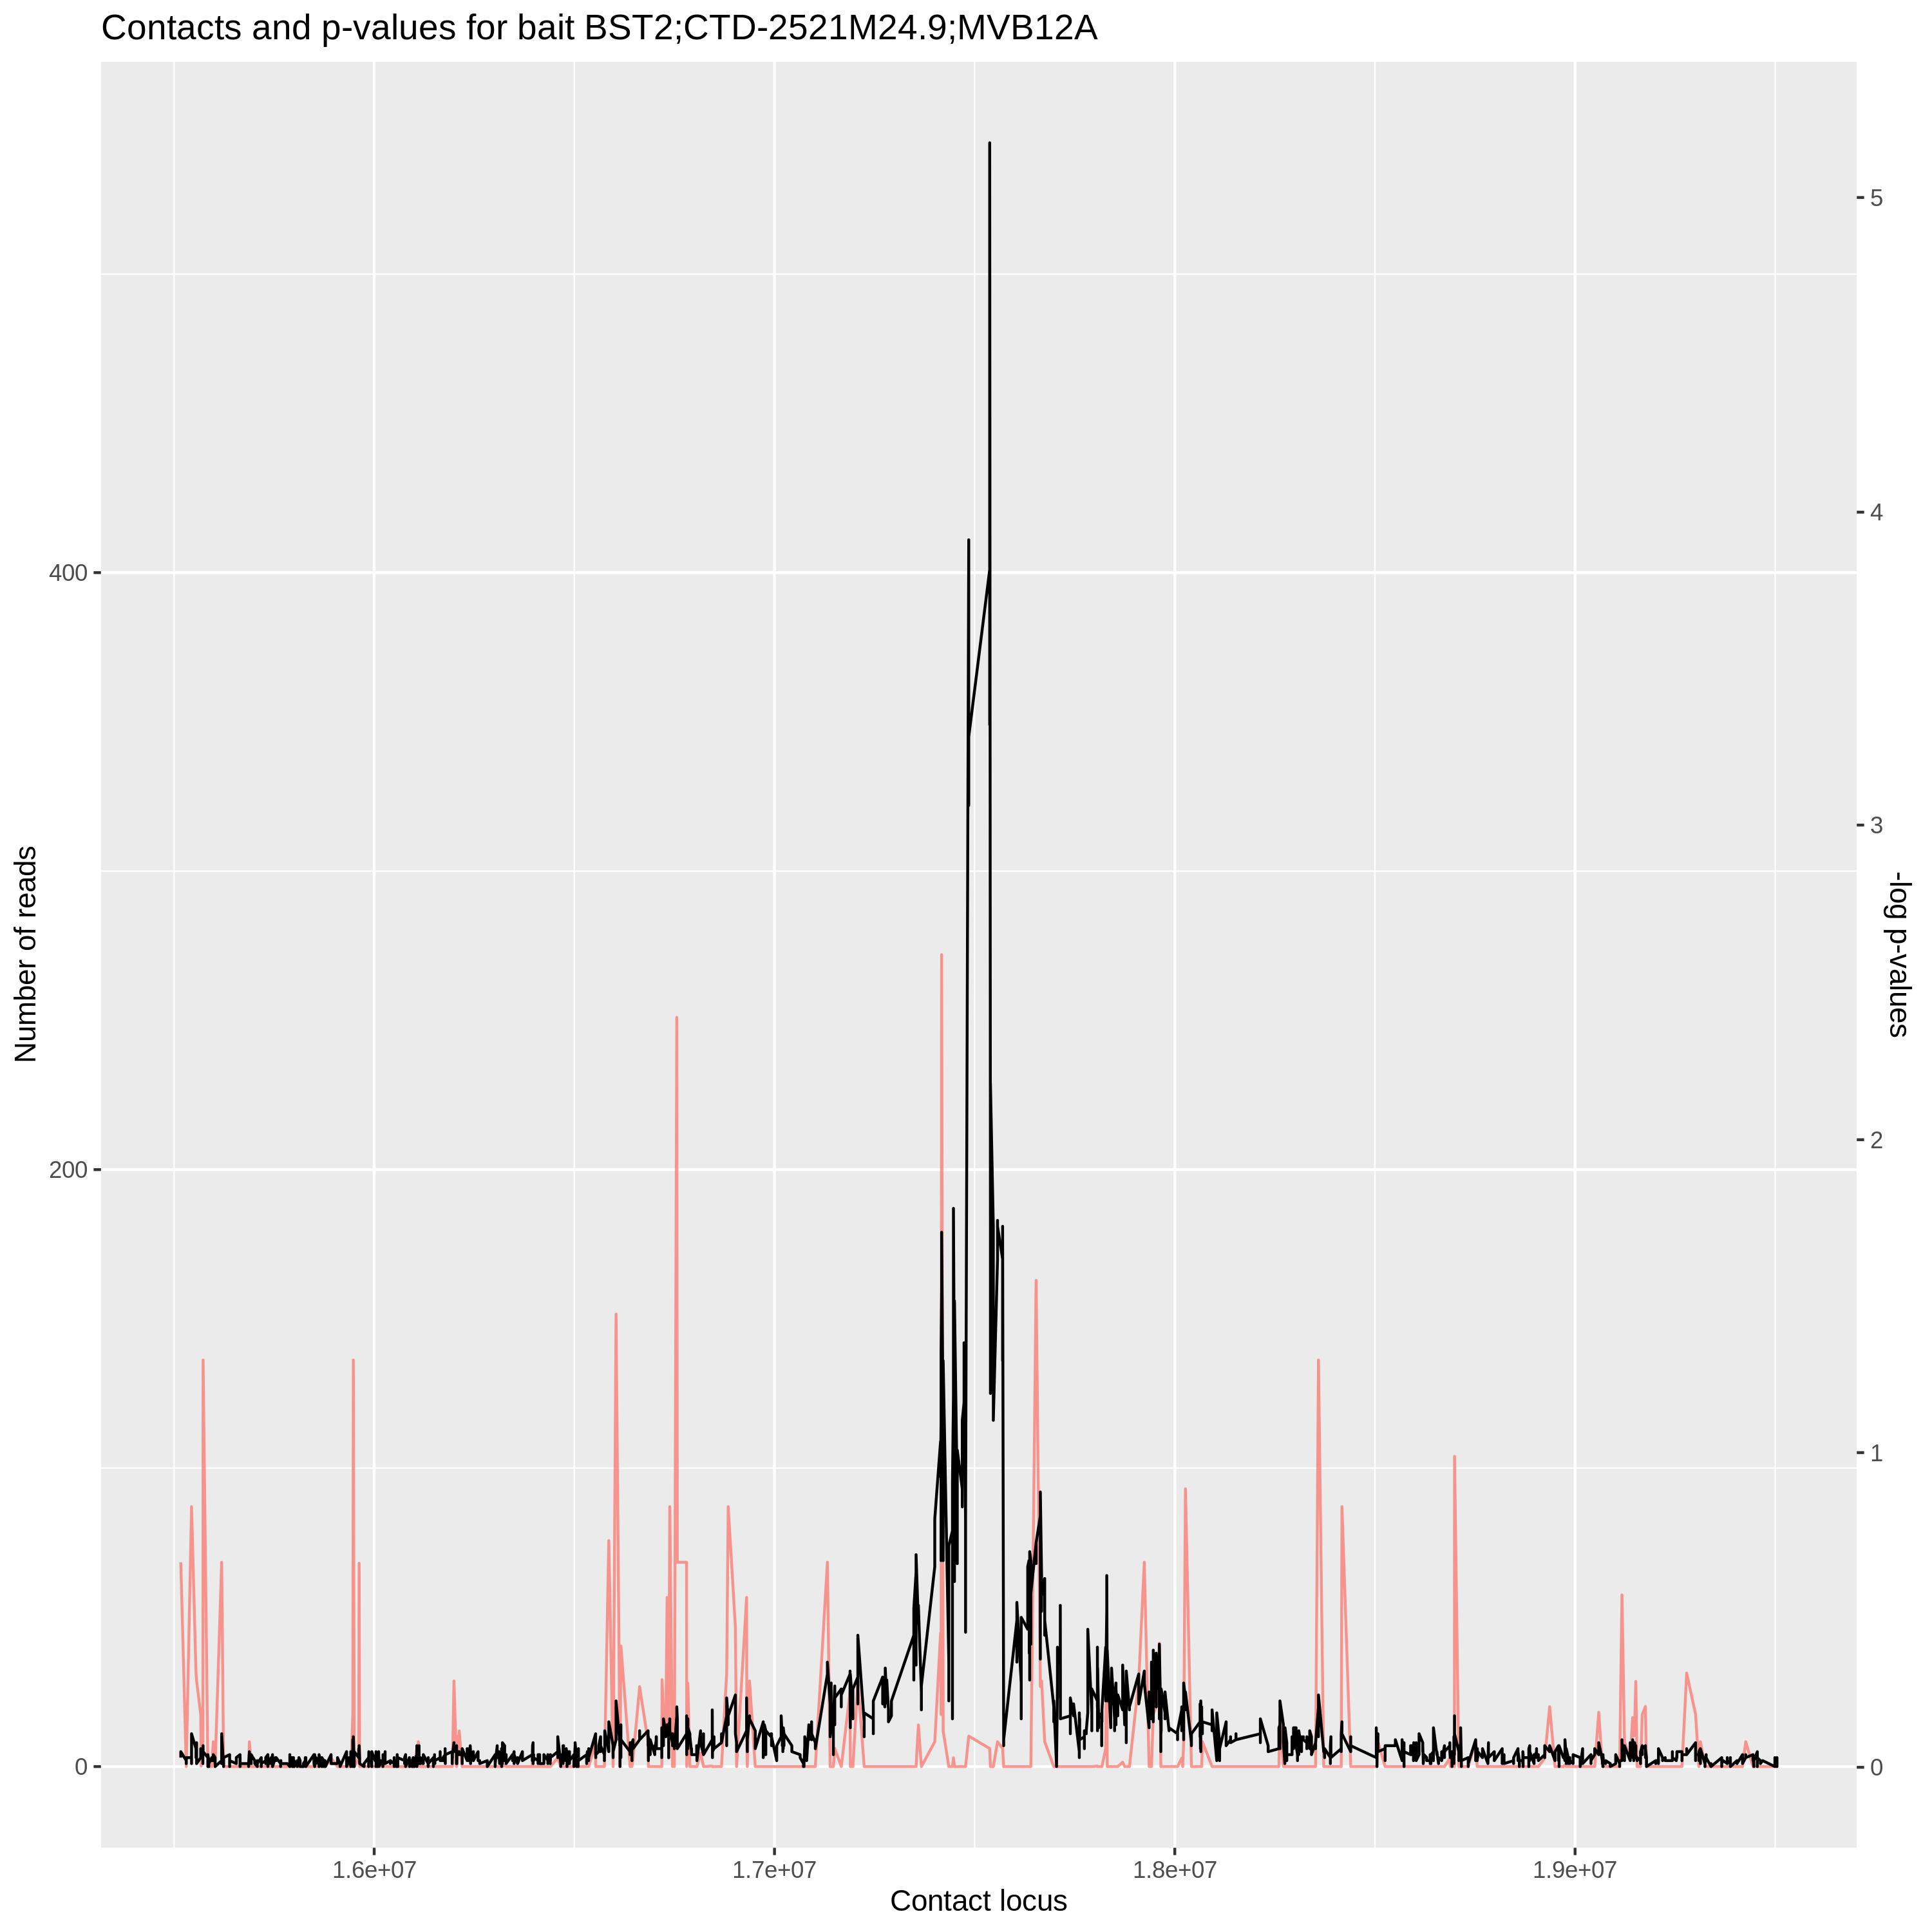 Contacts and p-values for bait BST2;CTD-2521M24.9;MVB12A
Number of reads
400
200
0
5
4
3
2
1
0
-log p-values
1.6e+07 1.7e+07 1.8e+07 1.9e+07
Contact locus